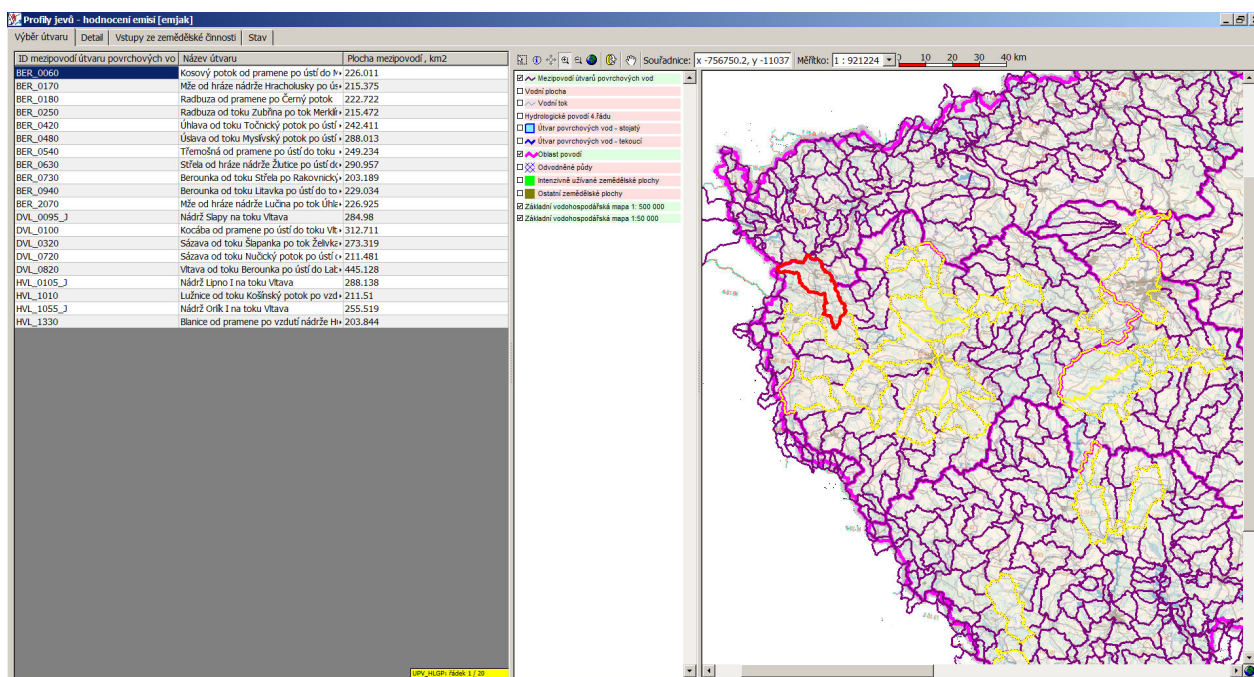 Profily jevů - hodnocení emisí [emjak]
Výběr útvaru Detail Vstupy ze zemědělské činnosti Stav
ID mezipovodí útvaru povrchových vo Název útvaru Plocha mezipovodí , km2
BER_0060 Kosový potok od pramene po ústí do 226.011
BER_0170 Mže od hráze nádrže Hracholusky po ús 215.375
BER_0180 Radbuza od pramene po Černý potok 222.722
BER_0250 Radbuza od toku Zubřina po tok Merklí 215.472
BER_0420 Úhlava od toku Točnický potok po ústí 242.411
BER_0480 Úslava od toku Myslívský potok po ústí 288.013
BER_0540 Třemošná od pramene po ústí do toku 249.234
BER_0630 Střela od hráze nádrže Žlutice po ústí do 290.957
BER_0730 Berounka od toku Střela po Rakovnický 203.189
BER_0940 Berounka od toku Litavka po ústí do to 229.034
BER_2070 Mže od hráze nádrže Lučina po tok Úhla 226.925
DVL_0095_J Nádrž Slapy na toku Vltava 284.98
DVL_0100 Kocába od pramene po ústí do toku Vlt 312.711
DVL_0320 Sázava od toku Šlapanka po tok Želivka 273.319
DVL_0720 Sázava od toku Nučický potok po ústí 211.481
DVL_0820 Vltava od toku Berounka po ústí do Lab 445.128
HVL_0105_J Nádrž Lipno I na toku Vltava 288.138
HVL_1010 Lužnice od toku Košínský potok po vzd 211.51
HVL_1055_J Nádrž Orlík I na toku Vltava 255.519
HVL_1330 Blanice od pramene po vzdutí nádrže Hu 203.844
UPV_HLGP: řádek 1 / 20
Souřadnice: x -756750.2, y -11037 Měřítko: 1 : 921224 10 20 30 40 km
Mezipovodí útvarů povrchových vod
Vodní plocha
Vodní tok
Hydrologické povodí 4.řádu
Útvar povrchových vod - stojatý
Útvar povrchových vod - tekoucí
Oblast povodí
Odvodněné půdy
Intenzivně užívané zemědělské plochy
Ostatní zemědělské plochy
Základní vodohospodářská mapa 1: 500 000
Základní vodohospodářská mapa 1:50 000